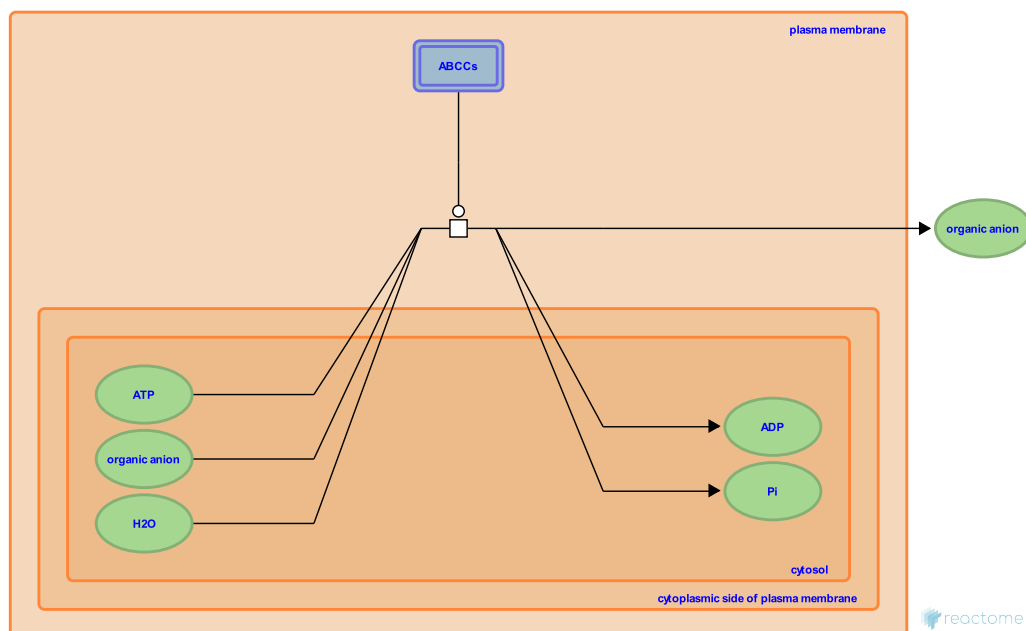 plasma membrane
ABCCs
organic anion
ATP
ADP
organic anion
Pi
H2O
cytosol
cytoplasmic side of plasma membrane
reactome